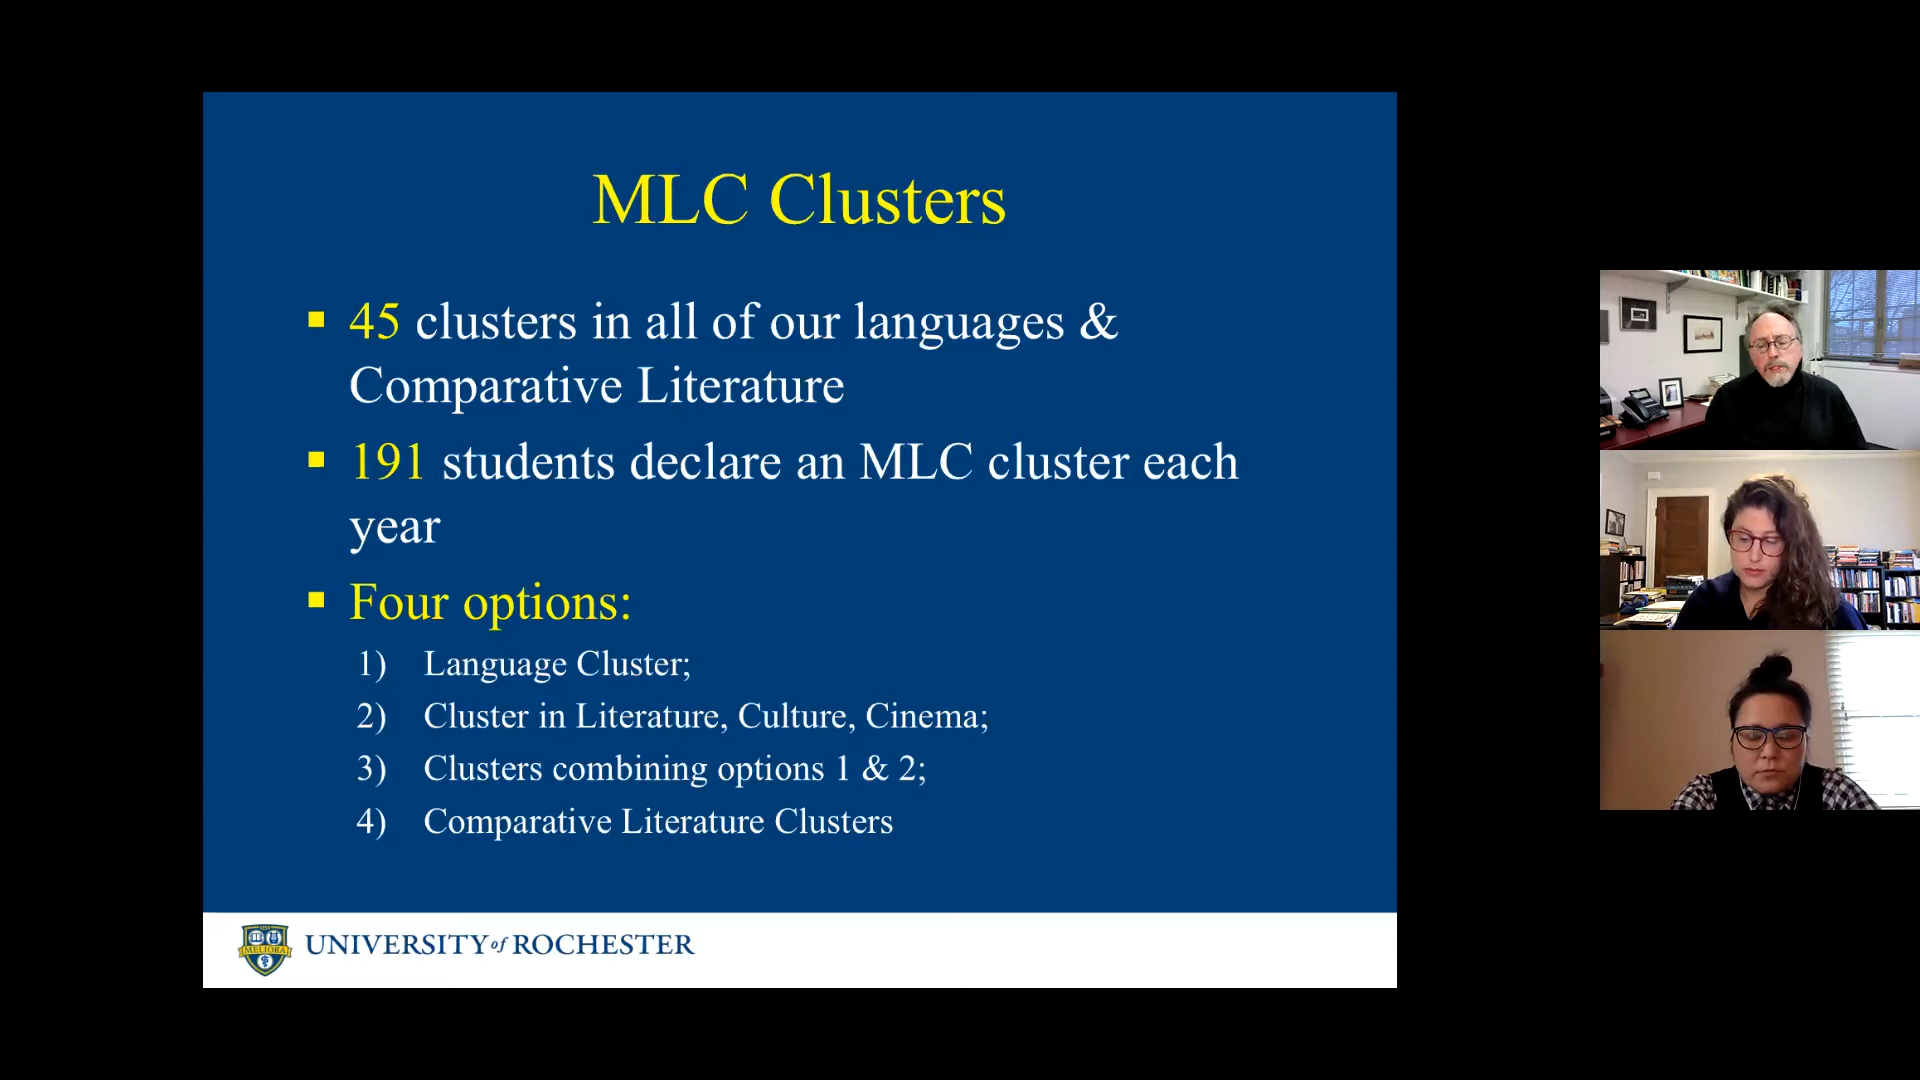 MLC Clusters
45 clusters in all of our languages &
Comparative Literature
191 students declare an MLC cluster each
year
Four options:
1) Language Cluster;
2) Cluster in Literature, Culture, Cinema;
3) Clusters combining options 1 & 2;
4) Comparative Literature Clusters
MELIORA
UNIVERSITY of ROCHESTER